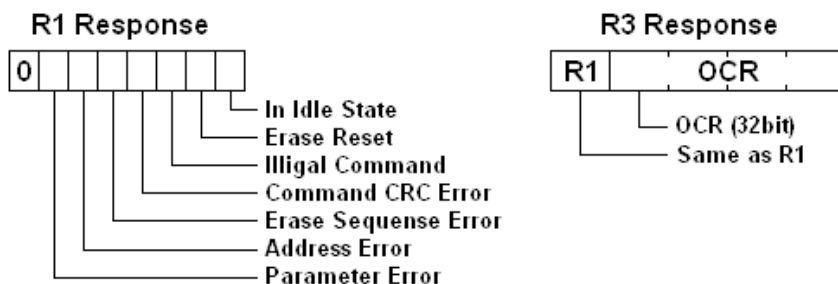 R1 Response
0
In Idle State
Erase Reset
Illigal Command
Command CRC Error
Erase Sequense Error
Address Error
Parameter Error
R3 Response
R1 OCR
OCR (32bit)
Same as R1